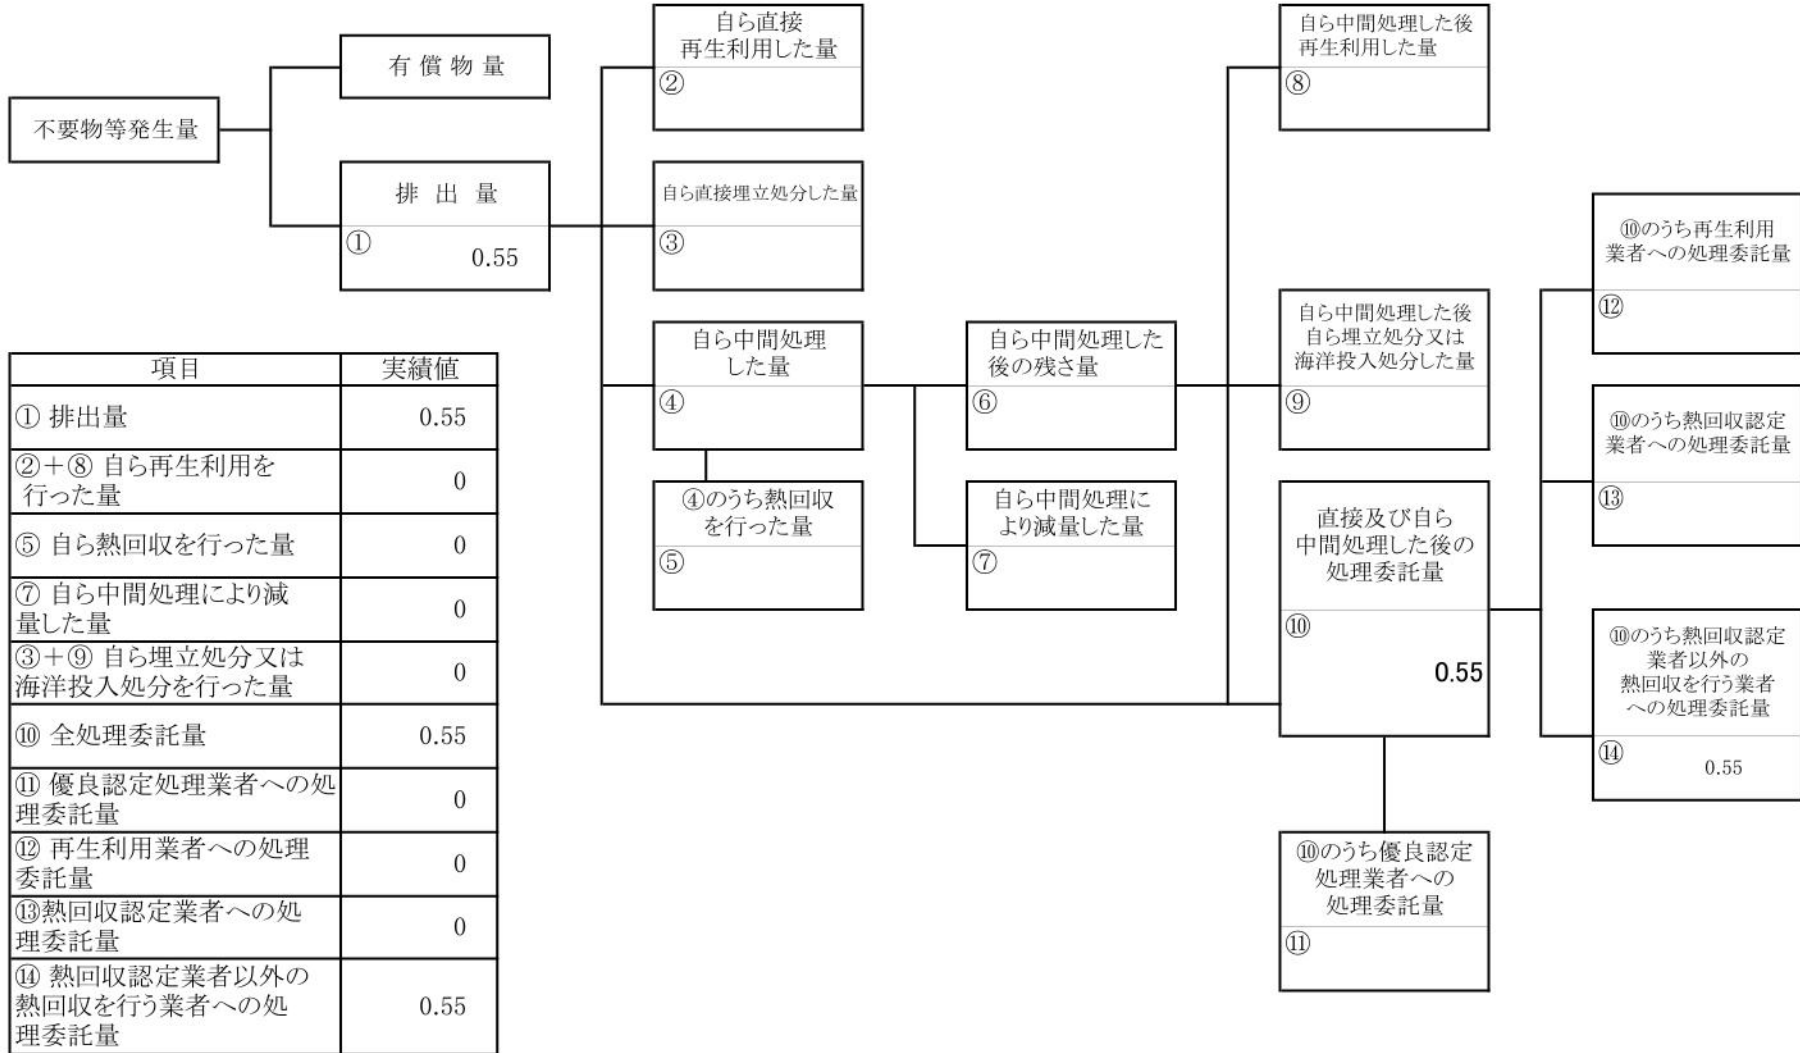 不要物等発生量
有 償 物 量
排 出 量
①
0.55
自ら直接
再生利用した量
②
自ら直接埋立処分した量
③
自ら中間処理
した量
④
④のうち熱回収
を行った量
⑤
自ら中間処理した
後の残さ量
⑥
自ら中間処理に
より減量した量
⑦
自ら中間処理した後
再生利用した量
⑧
自ら中間処理した後
自ら埋立処分又は
海洋投入処分した量
⑨
直接及び自ら
中間処理した後の
処理委託量
⑩
0.55
⑩のうち優良認定
処理業者への
処理委託量
⑪
⑩のうち再生利用
業者への処理委託量
⑫
⑩のうち熱回収認定
業者への処理委託量
⑬
⑩のうち熱回収認定
業者以外の
熱回収を行う業者
への処理委託量
⑭
0.55
項目 実績値
① 排出量 0.55
②＋⑧ 自ら再生利用を
行った量 0
⑤ 自ら熱回収を行った量 0
⑦ 自ら中間処理により減
量した量 0
③＋⑨ 自ら埋立処分又は
海洋投入処分を行った量 0
⑩ 全処理委託量 0.55
⑪ 優良認定処理業者への処
理委託量 0
⑫ 再生利用業者への処理
委託量 0
⑬熱回収認定業者への処
理委託量 0
⑭ 熱回収認定業者以外の
熱回収を行う業者への処
理委託量 0.55